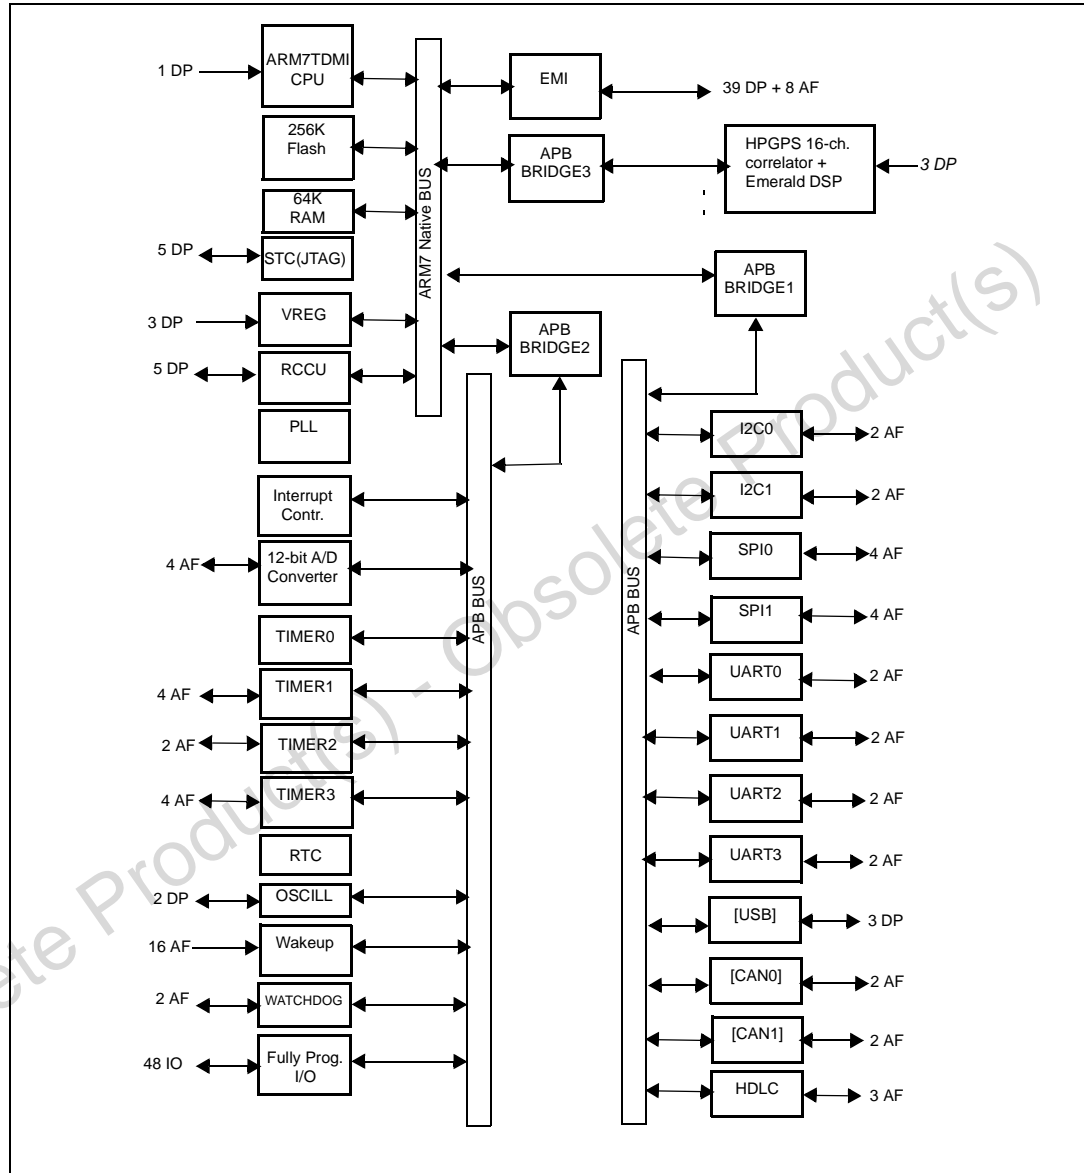 1 DP
ARM7TDMI
CPU
256K
Flash
64K
RAM
5 DP
STC(JTAG)
3 DP
VREG
5 DP
RCCU
PLL
Interrupt
Contr.
4 AF
12-bit A/D
Converter
TIMER0
4 AF
TIMER1
2 AF
TIMER2
4 AF
TIMER3
RTC
2 DP
OSCILL
16 AF
Wakeup
2 AF
WATCHDOG
48 IO
Fully Prog.
I/O
ARM7 Native BUS
EMI
39 DP + 8 AF
APB
BRIDGE3
HPGPS 16-ch.
correlator +
Emerald DSP
3 DP
APB
BRIDGE1
APB
BRIDGE2
APB BUS
APB BUS
I2C0
2 AF
I2C1
2 AF
SPI0
4 AF
SPI1
4 AF
UART0
2 AF
UART1
2 AF
UART2
2 AF
UART3
2 AF
[USB]
3 DP
[CAN0]
2 AF
[CAN1]
2 AF
HDLC
3 AF
ete Product(s) - Obsolete Product(s)